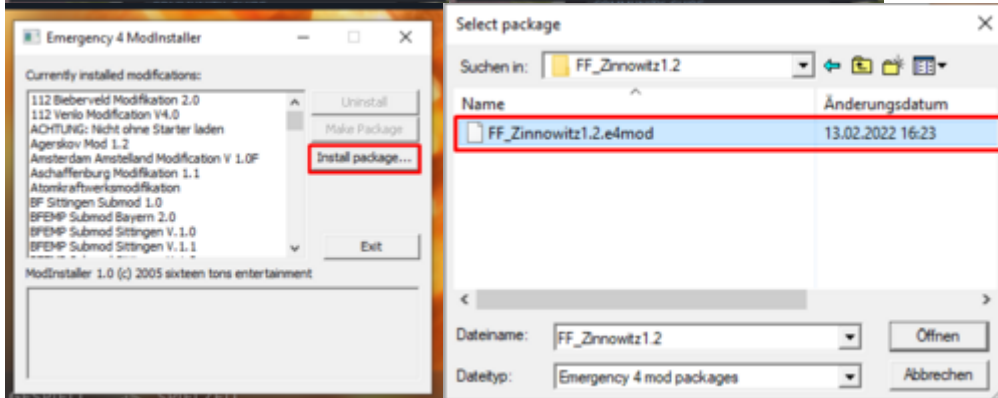 Emergency 4 ModInstaller
Currently installed modifications:
112 Bieberveld Modifikation 2.0
112 Venlo Modification V4.0
ACHTUNG: Nicht ohne Starter laden
Agerskov Mod 1.2
Amsterdam Amstelland Modification V 1.0F
Aschaffenburg Modifikation 1.1
Atomkraftwerksmodifikation
BF Sittingen Submod 1.0
BFEMP Submod Bayern 2.0
BFEMP Submod Sittingen V.1.0
BFEMP Submod Sittingen V.1.1
Uninstall
Make Package
Install package...
Exit
ModInstaller 1.0 (c) 2005 sixteen tons entertainment
Select package
Suchen in:
FF_Zinnowitz1.2
Name
Änderungsdatum
FF_Zinnowitz1.2.e4mod
13.02.2022 16:23
Dateiname:
FF_Zinnowitz1.2
Öffnen
Dateityp:
Emergency 4 mod packages
Abbrechen